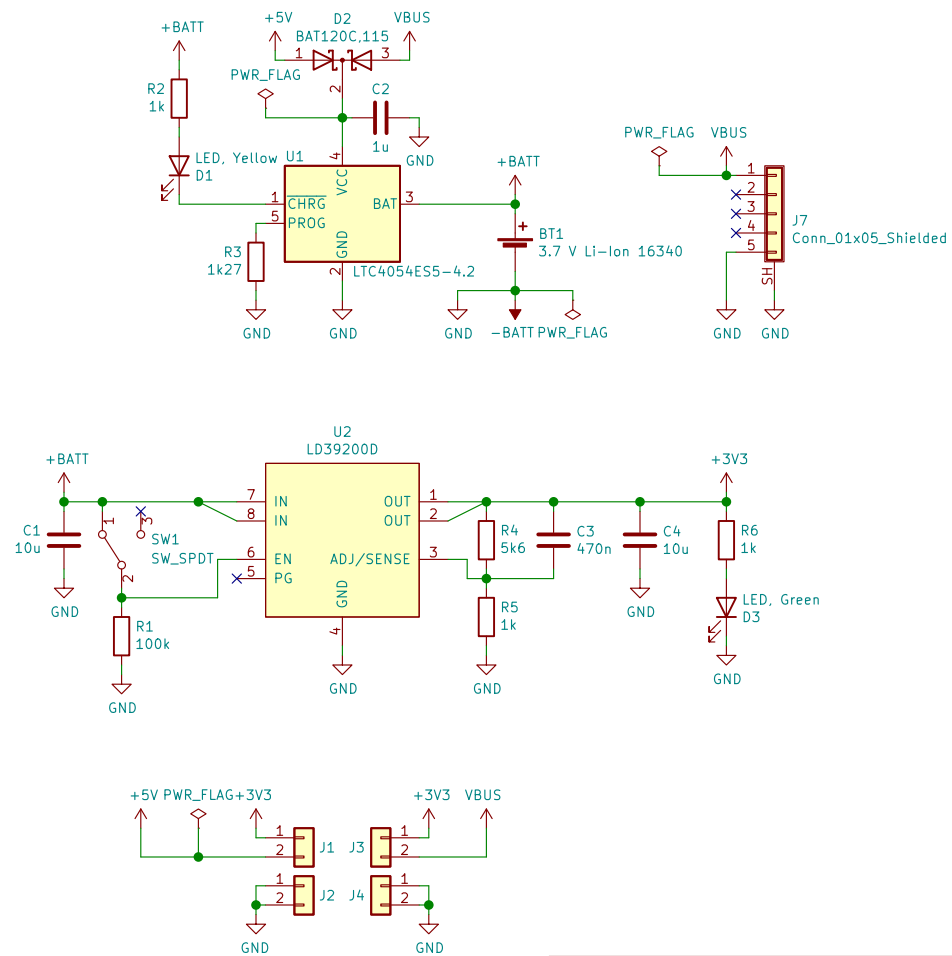 +5V
D2
VBUS
+BATT
BAT120C,115
1
3
PWR_FLAG
2
R2
1k
C2
1u
GND
LED, Yellow
D1
U1
4
VCC
1
CHRG
5
PROG
BAT
3
GND
2
LTC4054ES5-4.2
R3
1k27
GND
GND
+BATT
+
BT1
3.7 V Li-Ion 16340
GND
-BATT
PWR_FLAG
PWR_FLAG
VBUS
1
2
3
4
5
SH
J7
Conn_01x05_Shielded
GND
GND
U2
LD39200D
+BATT
C1
10u
GND
1
3
2
SW1
SW_SPDT
R1
100k
GND
7
IN
8
IN
6
EN
5
PG
OUT
1
OUT
2
ADJ/SENSE
3
GND
4
GND
R4
5k6
R5
1k
GND
C3
470n
C4
10u
GND
+3V3
R6
1k
LED, Green
D3
GND
+5V
PWR_FLAG
+3V3
1
2
J1
1
2
J2
GND
+3V3
VBUS
J3
1
2
J4
1
2
GND